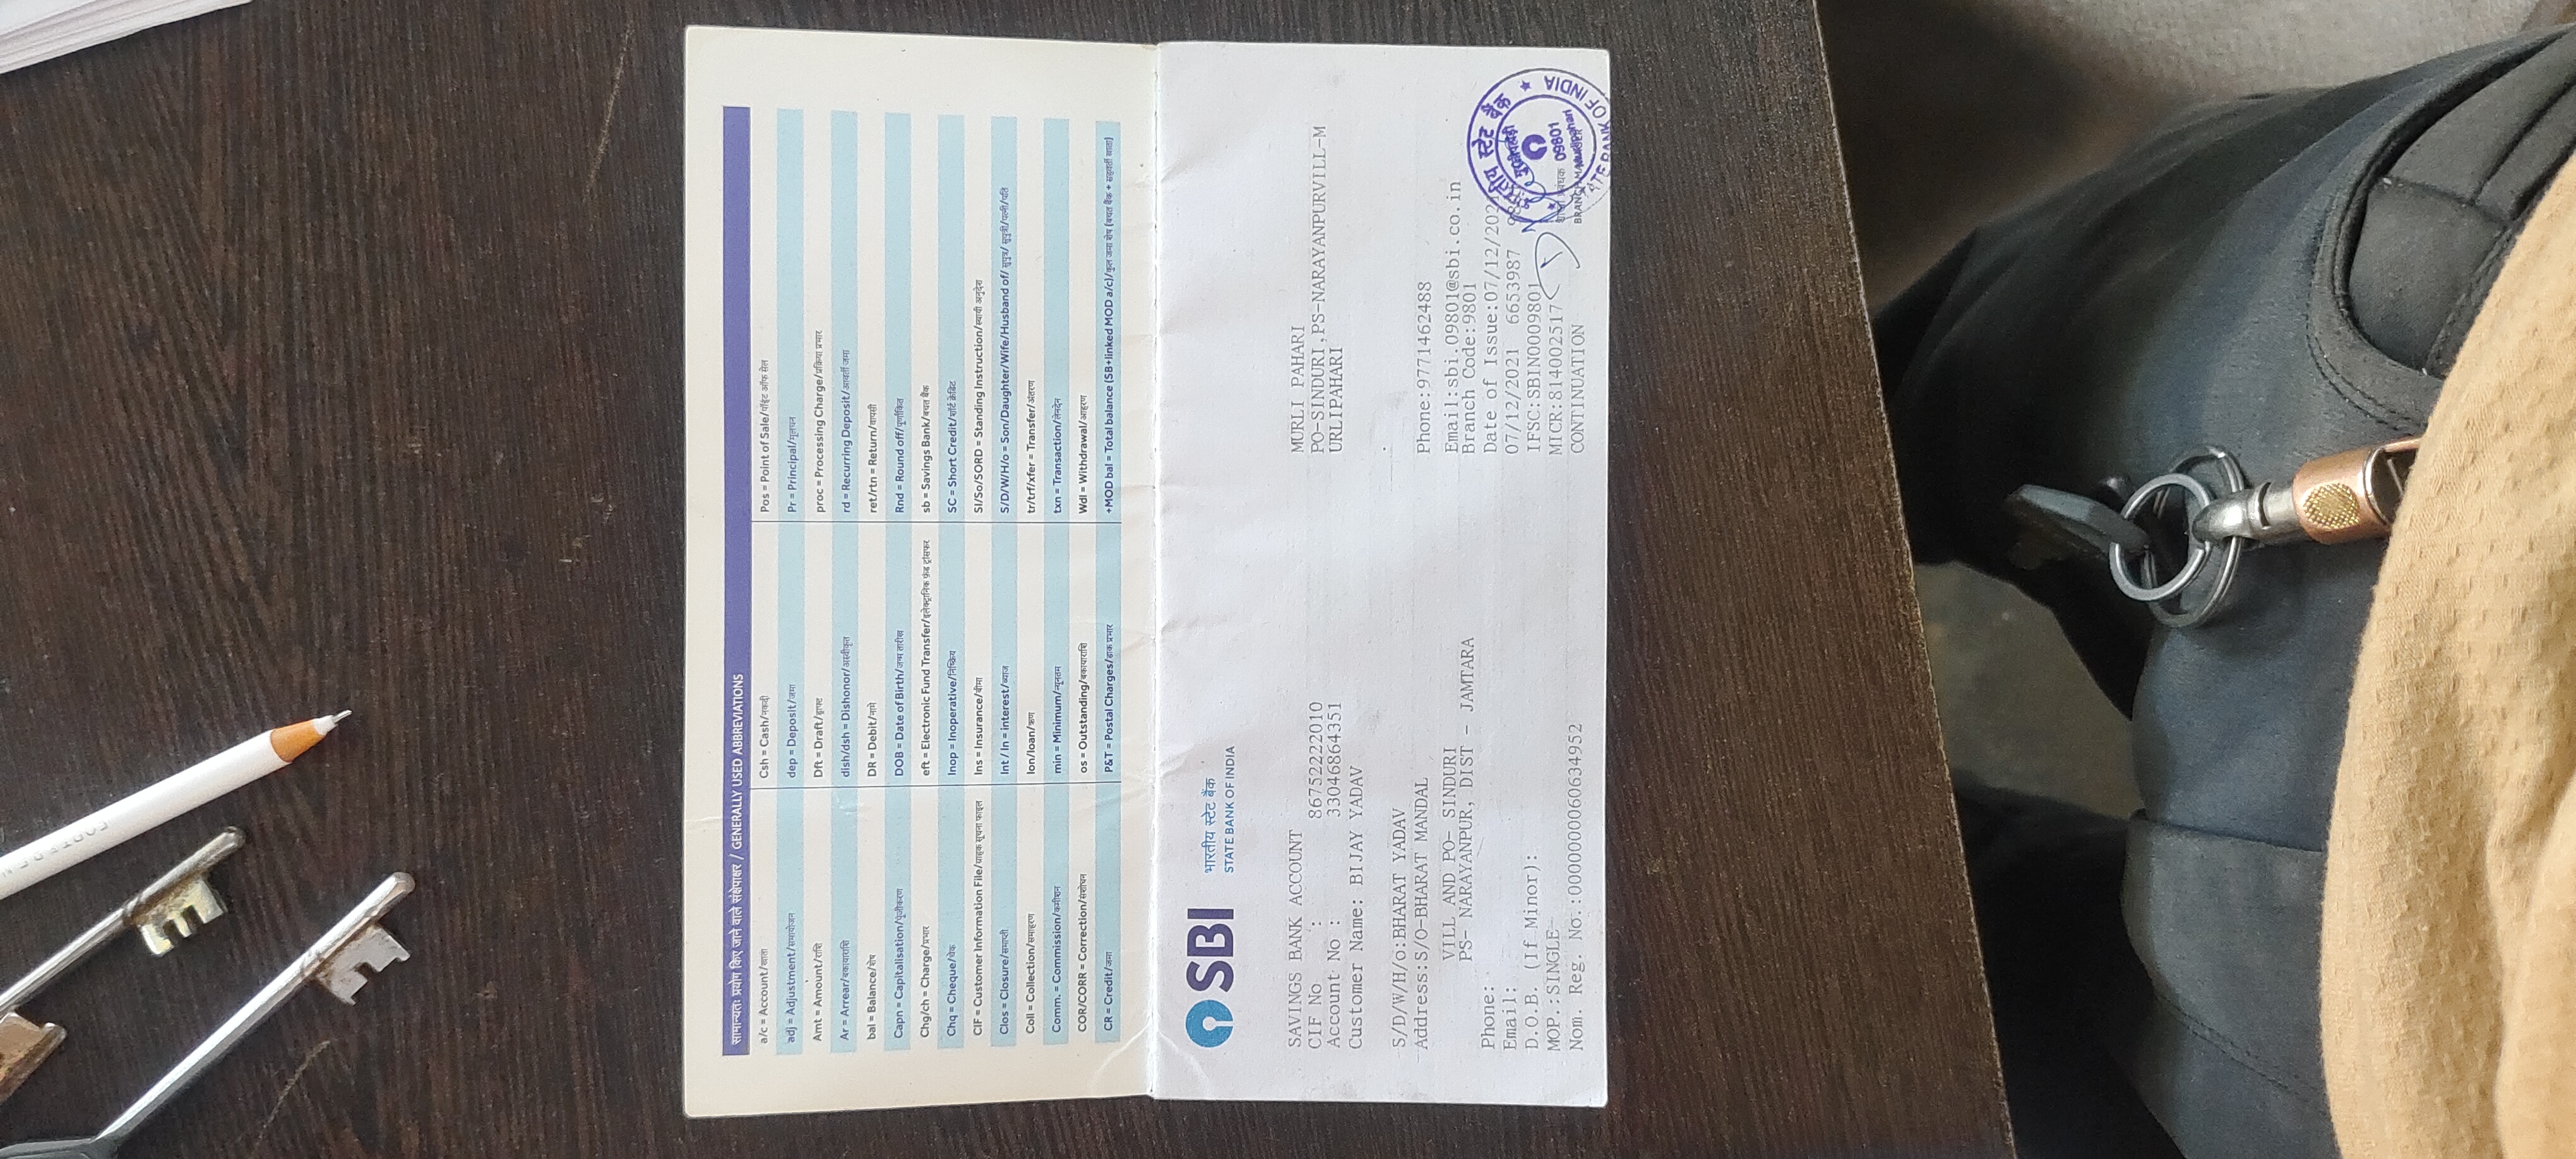 सामान्यतः प्रयोग किए जाने वाले संक्षेपाक्षर / GENERALLY USED ABBREVIATIONS
a/c = Account/खाता
adj = Adjustment/समायोजन
Amt = Amount/राशि
Ar = Arrear/बकायाराशि
bal = Balance/शेष
Capn = Capitalisation/पूंजीकरण
Chg/ch = Charge/प्रभार
Chq = Cheque/चेक
CIF = Customer Information File/ग्राहक सूचना फाइल
Clos = Closure/समाप्ती
Coll = Collection/समाहरण
Comm. = Commission/कमीशन
COR/CORR = Correction/संशोधन
CR = Credit/जमा
Csh = Cash/नकदी
dep = Deposit/जमा
Dft = Draft/ड्राफ्ट
dish/dsh = Dishonor/अस्वीकृत
DR = Debit/नामे
DOB = Date of Birth/जन्म तारीख
eft = Electronic Fund Transfer/इलेक्ट्रानिक फ़ंड ट्रांसफर
Inop = Inoperative/निष्क्रिय
Ins = Insurance/बीमा
Int/ In = interest/ब्याज
lon/loan/ऋण
min = Minimum/न्यूनतम
os = Outstanding/बकायाराशि
P&T = Postal Charges/डाक प्रभार
Pos = Point of Sale/पॉइंट ऑफ सेल
Pr = Principal/मूलधन
proc = Processing Charge/प्रक्रिया प्रभार
rd = Recurring Deposit/आवर्ती जमा
ret/rtn = Return/वापसी
Rnd = Round off/पूर्णांकित
sb = Savings Bank/बचत बैंक
SC = Short Credit/शॉर्ट क्रेडिट
SI/So/SORD = Standing Instruction/स्थायी अनुदेश
S/D/W/H/o = Son/Daughter/Wife/Husband of/ सुपुत्र/ सुपुत्री/पत्नी/पति
tr/trf/xfer = Transfer/अंतरण
txn = Transaction/लेनदेन
Wdl = Withdrawal/आहरण
+MOD bal = Total balance (SB+linked MOD a/c)/कुल जमा शेष (बचत बैंक + सहवर्ती खाता)
SBI
भारतीय स्टेट बैंक
STATE BANK OF INDIA
SAVINGS BANK ACCOUNT
CIF No : 86752222010
Account No : 33046864351
Customer Name: BIJAY YADAV
S/D/W/H/o:BHARAT YADAV
Address:S/O-BHARAT MANDAL
VILL AND PO- SINDURI
PS- NARAYANPUR, DIST - JAMTARA
Phone:
Email:
D.O.B. (If Minor):
MOP.:SINGLE
Nom. Reg. No.:0000000060634952
MURLI PAHARI
PO-SINDURI,PS-NARAYANPURVILL-M
URLIPAHARI
Phone:9771462488
Email:sbi.09801@sbi.co.in
Branch Code:9801
Date of Issue:07/12/202
07/12/2021 6653987
IFSC:SBIN0009801
MICR:814002517
CONTINUATION
स्टेट बैंक
09801
Murlipahari
BRANCH MANAGER
STATE BANK OF INDIA